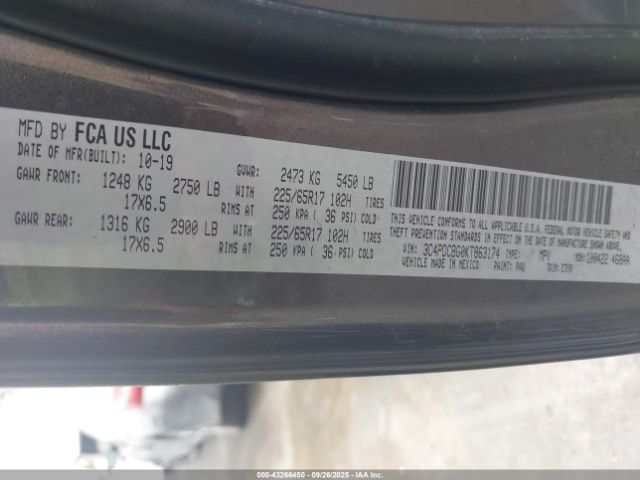 MFD BY FCA US LLC
DATE OF MFR(BUILT): 10-19 GVWR: 2473 KG 5450 LB
GAWR FRONT: 1248 KG 2750 LB WITH 225/65R17 102H TIRES
17X6.5 RIMS AT 250 KPA ( 36 PSI) COLD
GAWR REAR: 1316 KG 2900 LB WITH 225/65R17 102H TIRES
17X6.5 RIMS AT 250 KPA ( 36 PSI) COLD
THIS VEHICLE CONFORMS TO ALL APPLICABLE U.S.A. FEDERAL MOTOR VEHICLE SAFETY AND
THEFT PREVENTION STANDARDS IN EFFECT ON THE DATE OF MANUFACTURE SHOWN ABOVE.
VIN: 3C4PDCBG0KT863174 TYPE: MPV MDH: 100422 468AA
VEHICLE MADE IN MEXICO PAINT: PAU TRIM:
000-43266450 - 09/26/2025 - IAA Inc.